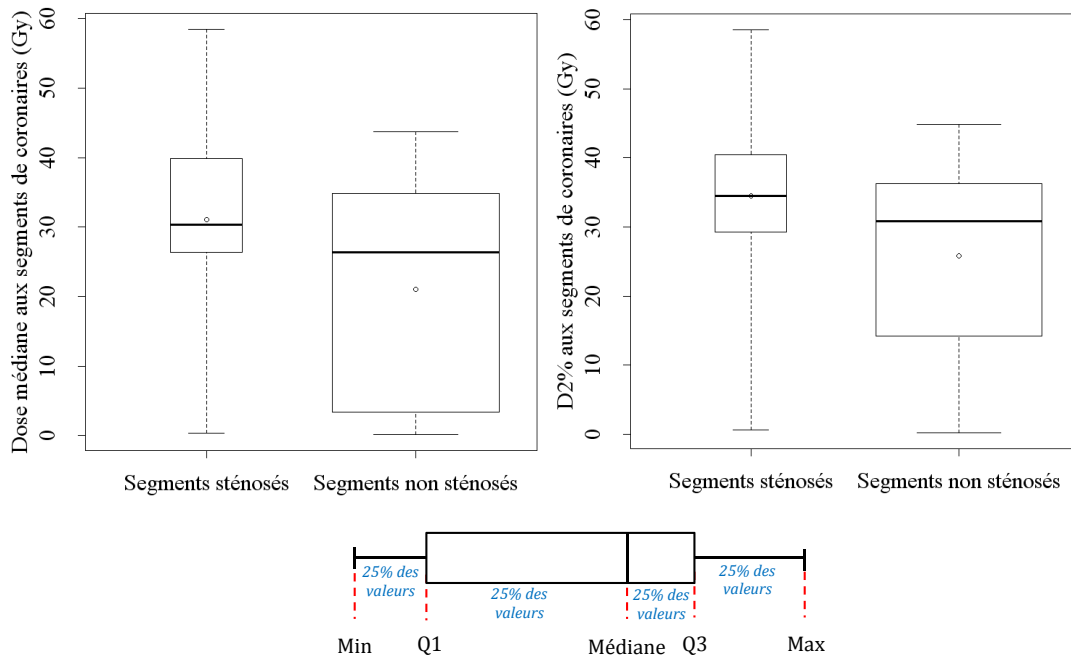 Dose médiane aux segments de coronaires (Gy)
60
50
40
30
20
10
0
Segments sténosés
Segments non sténosés
D2% aux segments de coronaires (Gy)
60
50
40
30
20
10
0
Segments sténosés
Segments non sténosés
25% des
valeurs
25% des
valeurs
25% des
valeurs
25% des
valeurs
Min
Q1
Médiane
Q3
Max